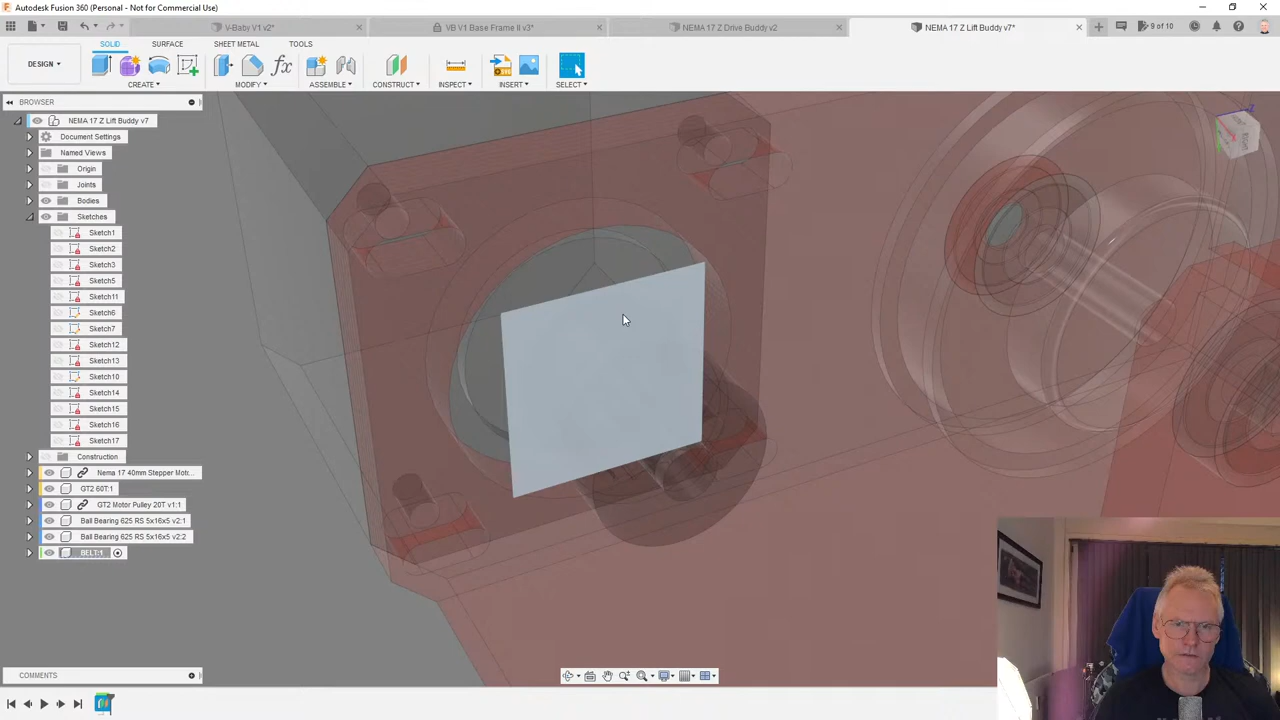 Autodesk Fusion 360 (Personal - Not for Commercial Use)
V-Baby V1 v2*
VB V1 Base Frame II v3*
NEMA 17 Z Drive Buddy v2
NEMA 17 Z Lift Buddy v7*
9 of 10
SOLID
SURFACE
SHEET METAL
TOOLS
DESIGN
CREATE
MODIFY
ASSEMBLE
CONSTRUCT
INSPECT
INSERT
SELECT
BROWSER
NEMA 17 Z Lift Buddy v7
Document Settings
Named Views
Origin
Joints
Bodies
Sketches
Sketch1
Sketch2
Sketch3
Sketch5
Sketch11
Sketch6
Sketch7
Sketch12
Sketch13
Sketch10
Sketch14
Sketch15
Sketch16
Sketch17
Construction
Nema 17 40mm Stepper Motr...
GT2 60T:1
GT2 Motor Pulley 20T v1:1
Ball Bearing 625 RS 5x16x5 v2:1
Ball Bearing 625 RS 5x16x5 v2:2
BELT:1
COMMENTS